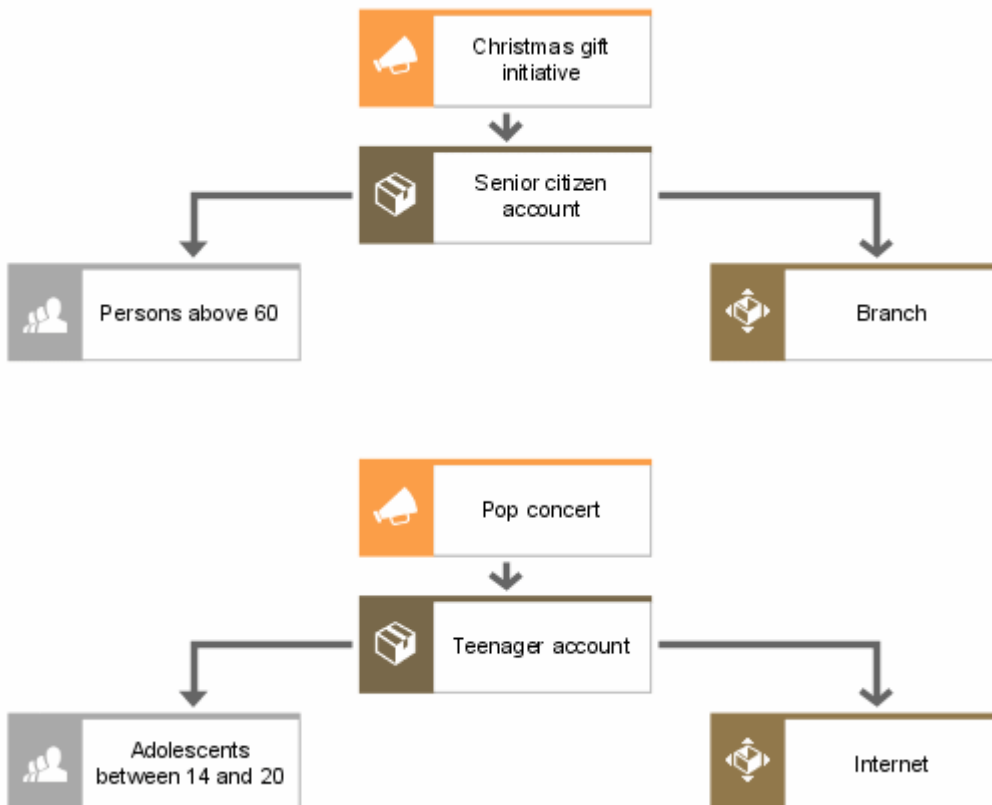 Christmas gift
initiative
Senior citizen
account
Persons above 60
Branch
Pop concert
Teenager account
Adolescents
between 14 and 20
Internet